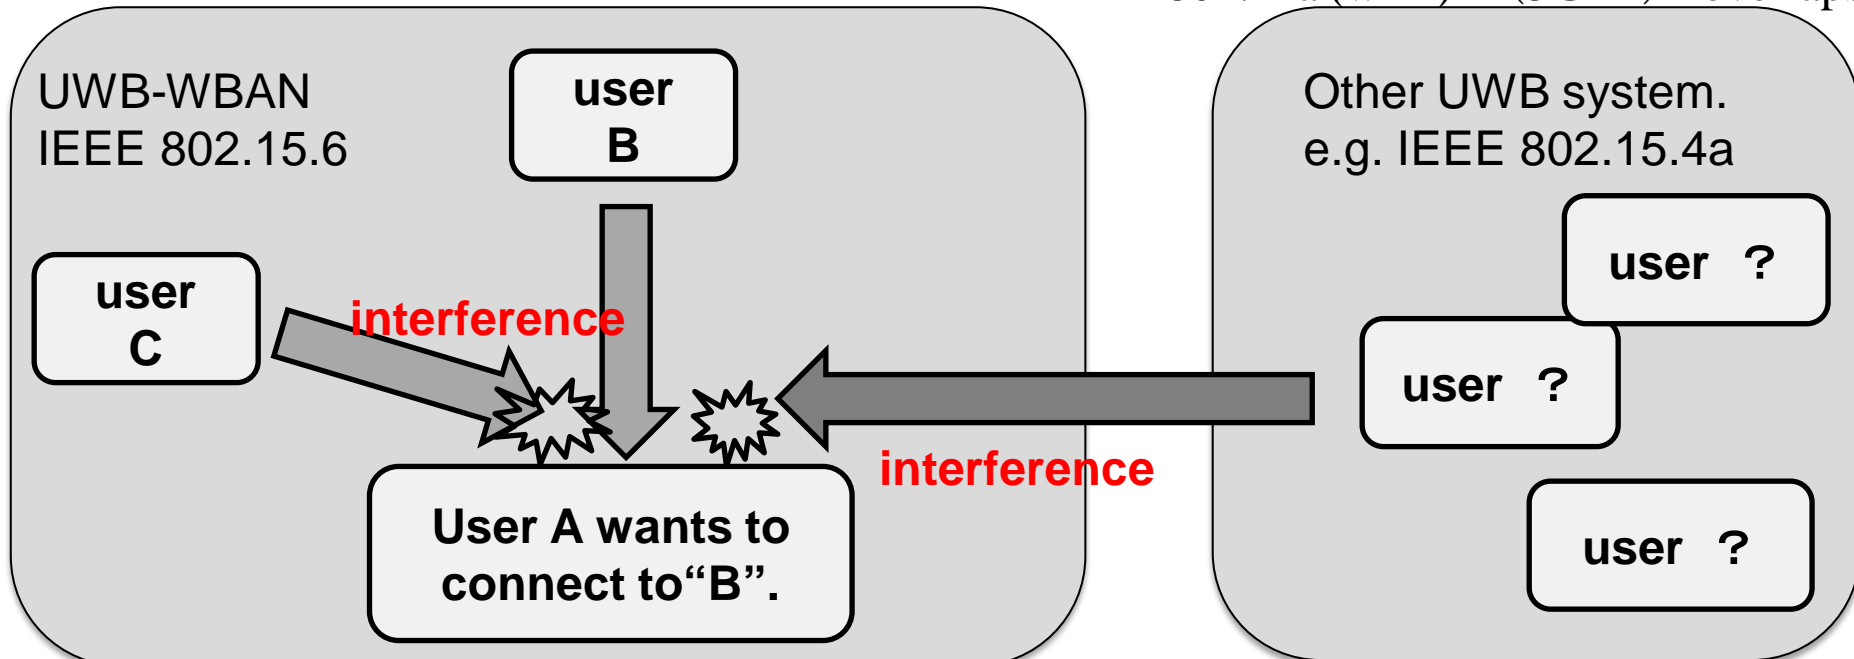 UWB-WBAN
IEEE 802.15.6
user
B
user
C
interference
User A wants to
connect to“B”.
interference
Other UWB system.
e.g. IEEE 802.15.4a
user ？
user ？
user ？